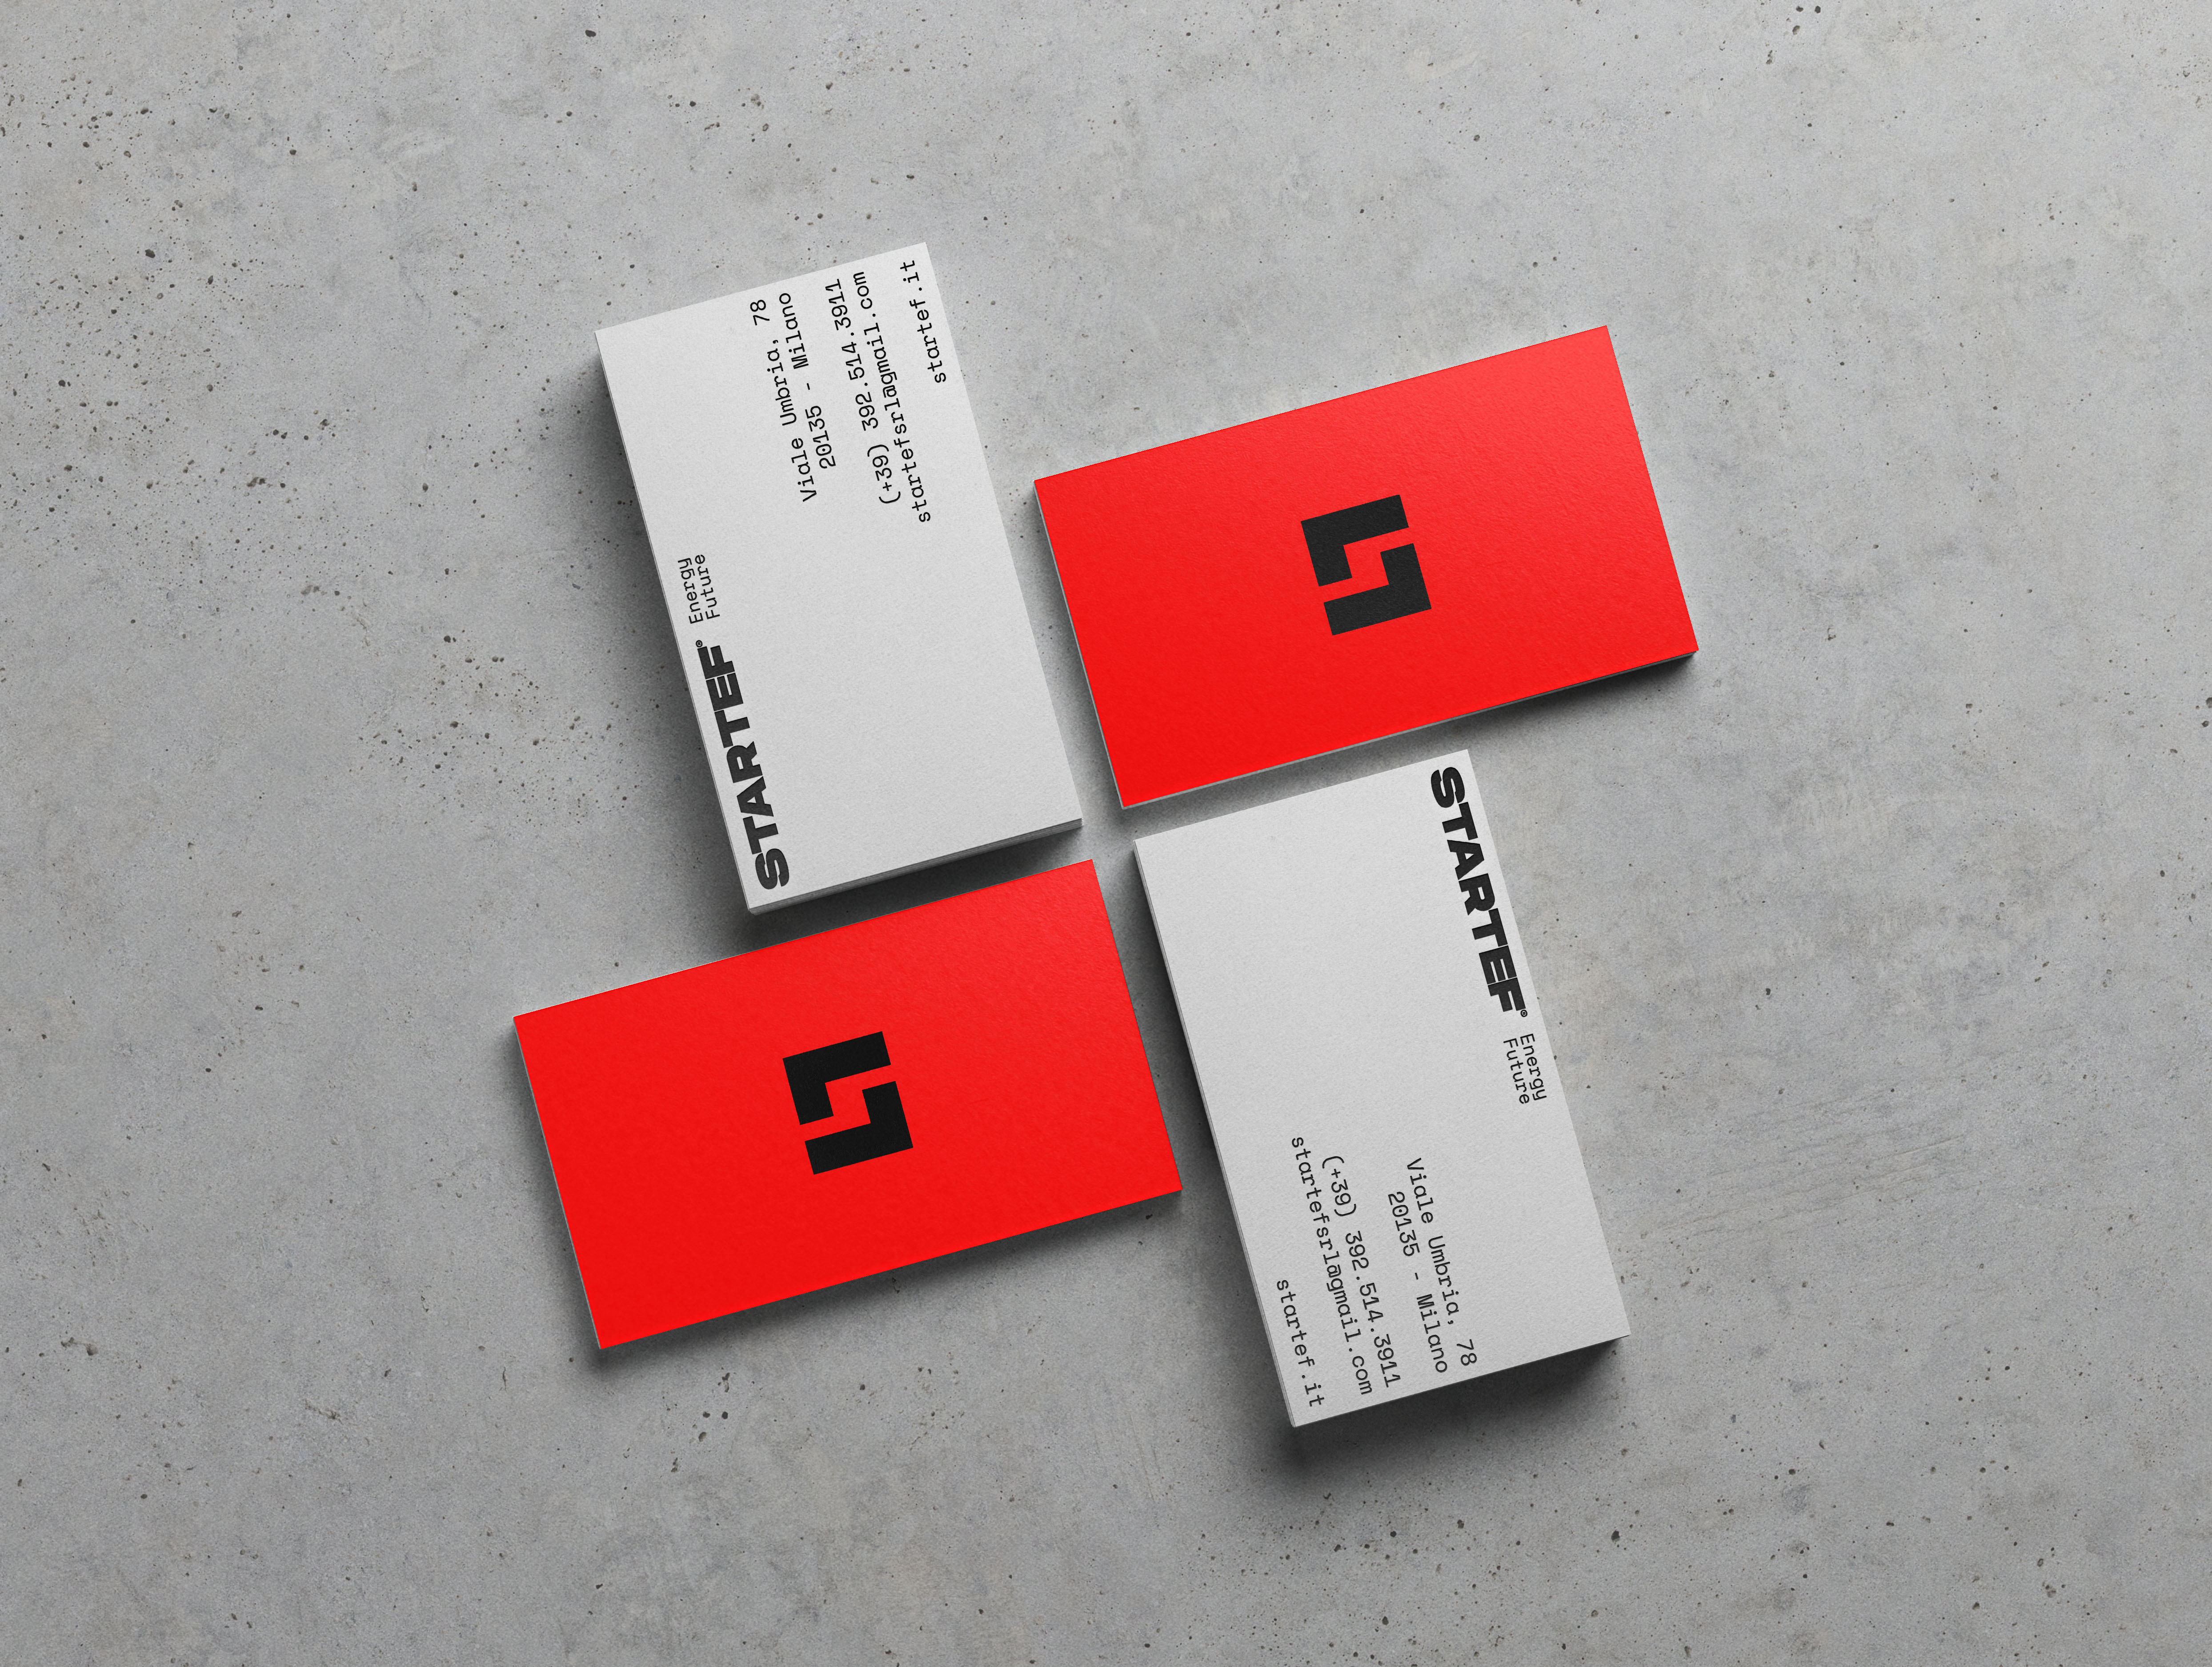 STARTEF®
Energy
Future
Viale Umbria, 78
20135 - Milano
(+39) 392.514.3911
startefsrl@gmail.com
startef.it
STARTEF®
Energy
Future
Viale Umbria, 78
20135 - Milano
(+39) 392.514.3911
startefsrl@gmail.com
startef.it